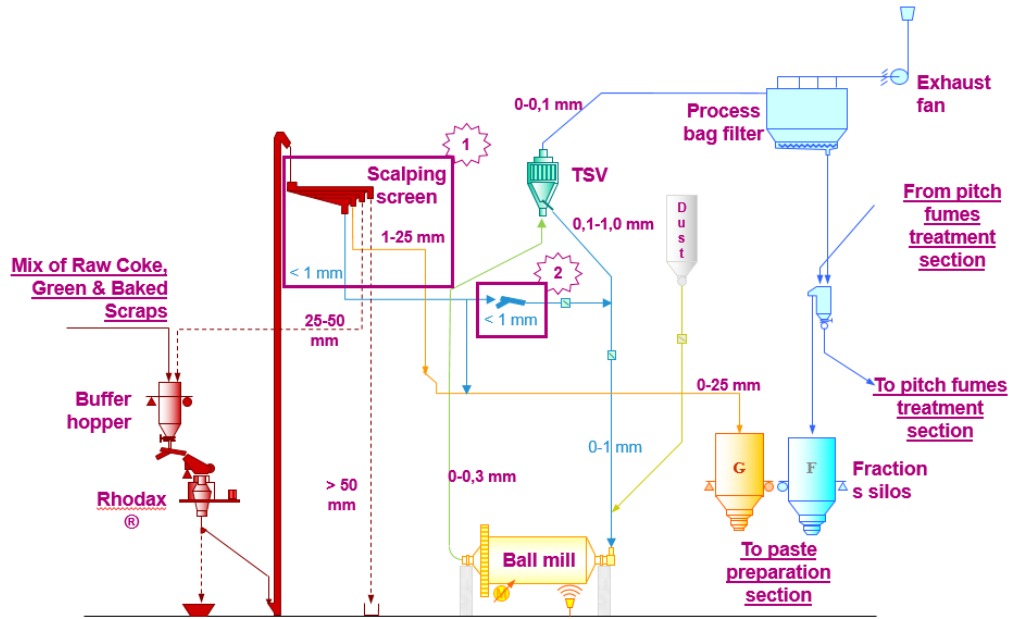 Exhaust
fan
0-0,1 mm
Process
bag filter
1
Scalping
screen
TSV
Dust
From pitch
fumes
treatment
section
0,1-1,0 mm
1-25 mm
Mix of Raw Coke,
Green & Baked
Scraps
< 1 mm
2
< 1 mm
25-50
mm
0-25 mm
To pitch fumes
treatment
section
Buffer
hopper
0-1 mm
G
F
Fraction
s silos
0-0,3 mm
> 50
mm
Rhodax
®
Ball mill
To paste
preparation
section
M